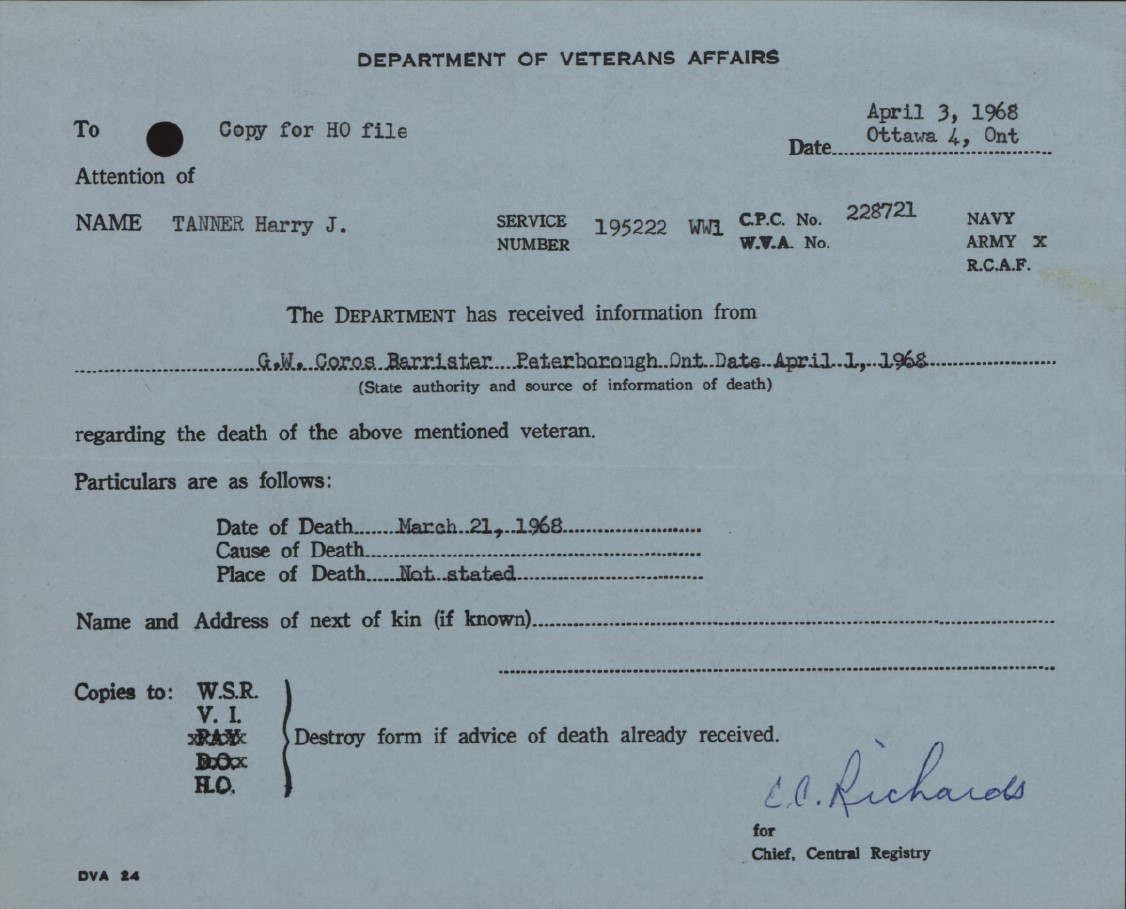 DEPARTMENT OF VETERANS AFFAIRS
April 3, 1968
To Copy for HO file
Date Ottawa 4, Ont
Attention of
NAME TANNER Harry J. SERVICE NUMBER 195222 WW1 C.P.C. No. 228721 NAVY
W.V.A. No. ARMY X
R.C.A.F.
The DEPARTMENT has received information from
G.W. Coros Barrister Peterborough Ont Date April 1, 1968
(State authority and source of information of death)
regarding the death of the above mentioned veteran.
Particulars are as follows:
Date of Death March 21, 1968
Cause of Death
Place of Death Not stated
Name and Address of next of kin (if known)
Copies to: W.S.R.
V. I.
PAY
D.O.
H.O.
Destroy form if advice of death already received.
C.C. Richards
for
Chief, Central Registry
DVA 24